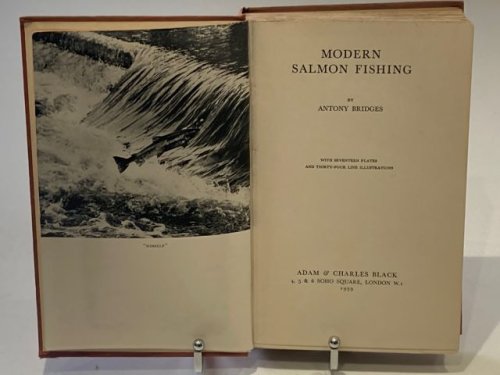 "HIMSELF"
MODERN
SALMON FISHING
BY
ANTONY BRIDGES
WITH SEVENTEEN PLATES
AND THIRTY-FOUR LINE ILLUSTRATIONS
ADAM & CHARLES BLACK
4, 5 & 6 SOHO SQUARE, LONDON W.1
1939